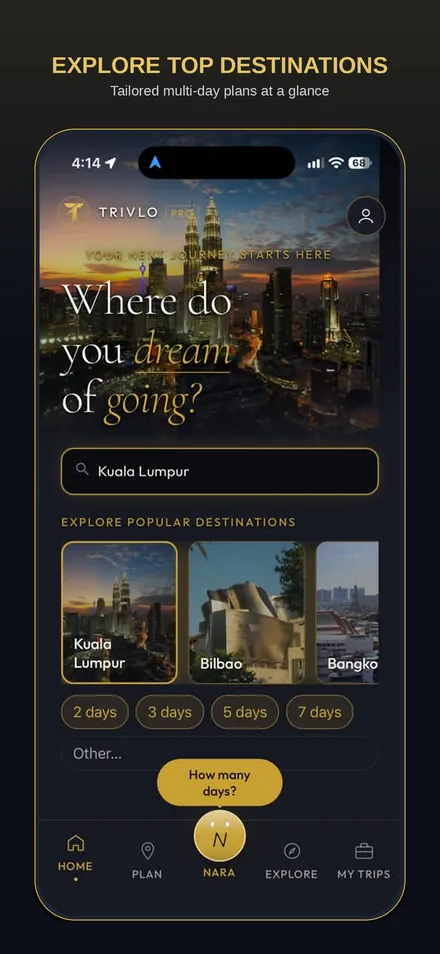 EXPLORE TOP DESTINATIONS
Tailored multi-day plans at a glance
4:14
68
TRIVLO PRO
YOUR NEXT JOURNEY STARTS HERE
Where do
you dream
of going?
Kuala Lumpur
EXPLORE POPULAR DESTINATIONS
Kuala
Lumpur
Bilbao
Bangko
2 days
3 days
5 days
7 days
Other...
How many
days?
N
HOME
PLAN
NARA
EXPLORE
MY TRIPS